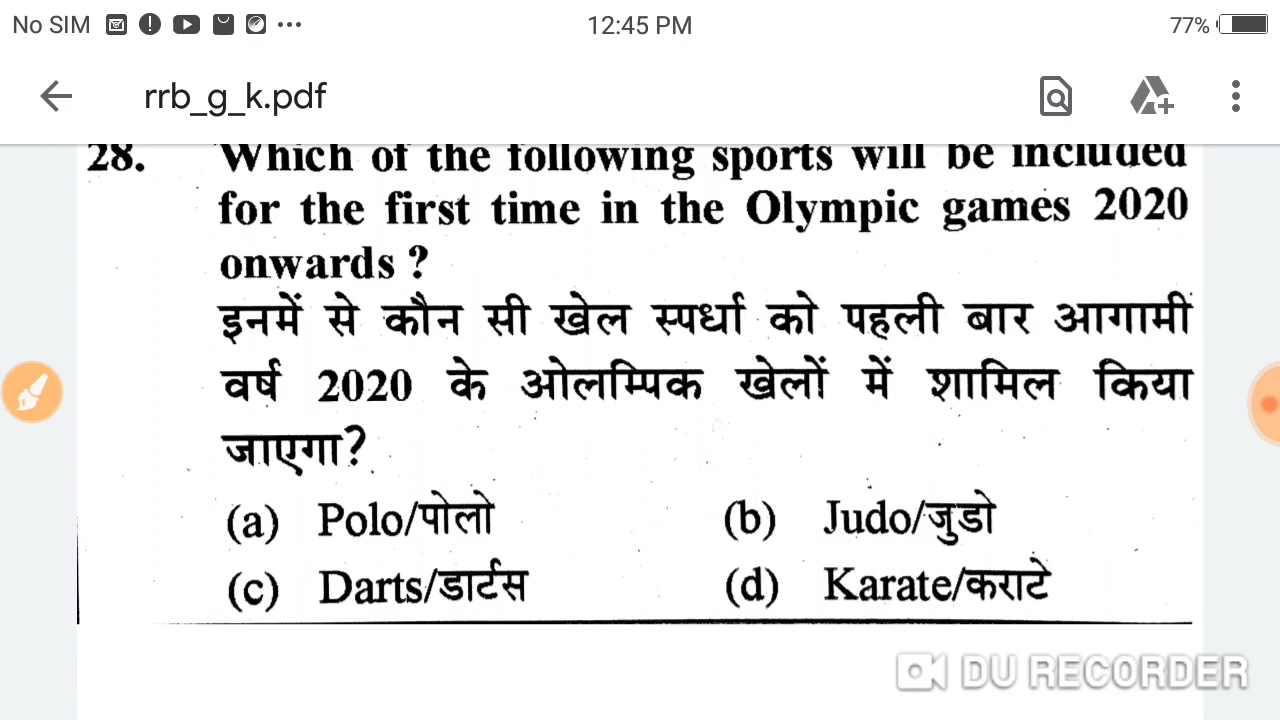 No SIM 12:45 PM 77%
rrb_g_k.pdf
28. Which of the following sports will be included
for the first time in the Olympic games 2020
onwards ?
इनमें से कौन सी खेल स्पर्धा को पहली बार आगामी
वर्ष 2020 के ओलम्पिक खेलों में शामिल किया
जाएगा?
(a) Polo/पोलो (b) Judo/जुडो
(c) Darts/डार्टस (d) Karate/कराटे
DU RECORDER